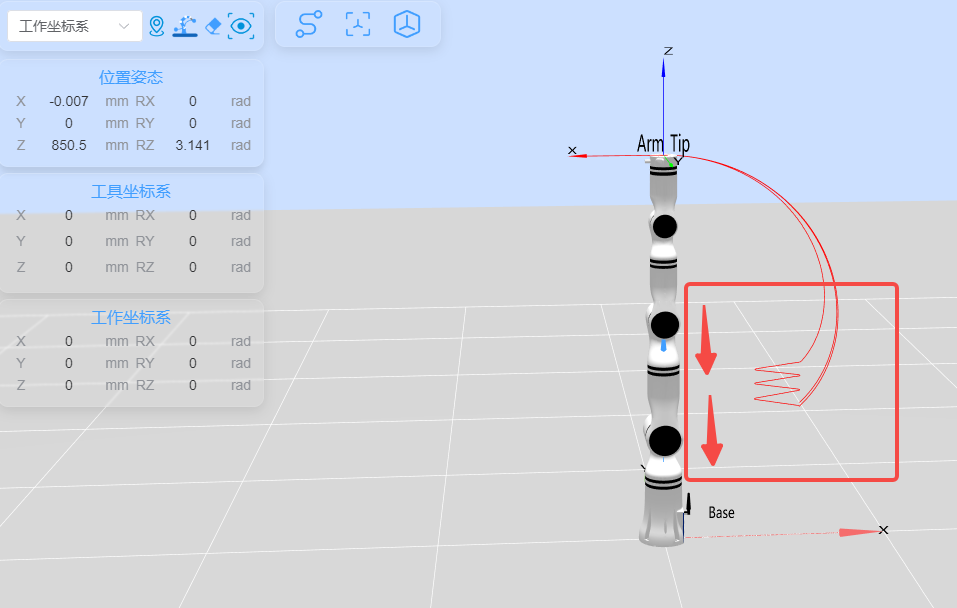 工作坐标系
位置姿态
X -0.007 mm RX 0 rad
Y 0 mm RY 0 rad
Z 850.5 mm RZ 3.141 rad
工具坐标系
X 0 mm RX 0 rad
Y 0 mm RY 0 rad
Z 0 mm RZ 0 rad
工作坐标系
X 0 mm RX 0 rad
Y 0 mm RY 0 rad
Z 0 mm RZ 0 rad
Z
Arm Tip
X
Y
Base
X